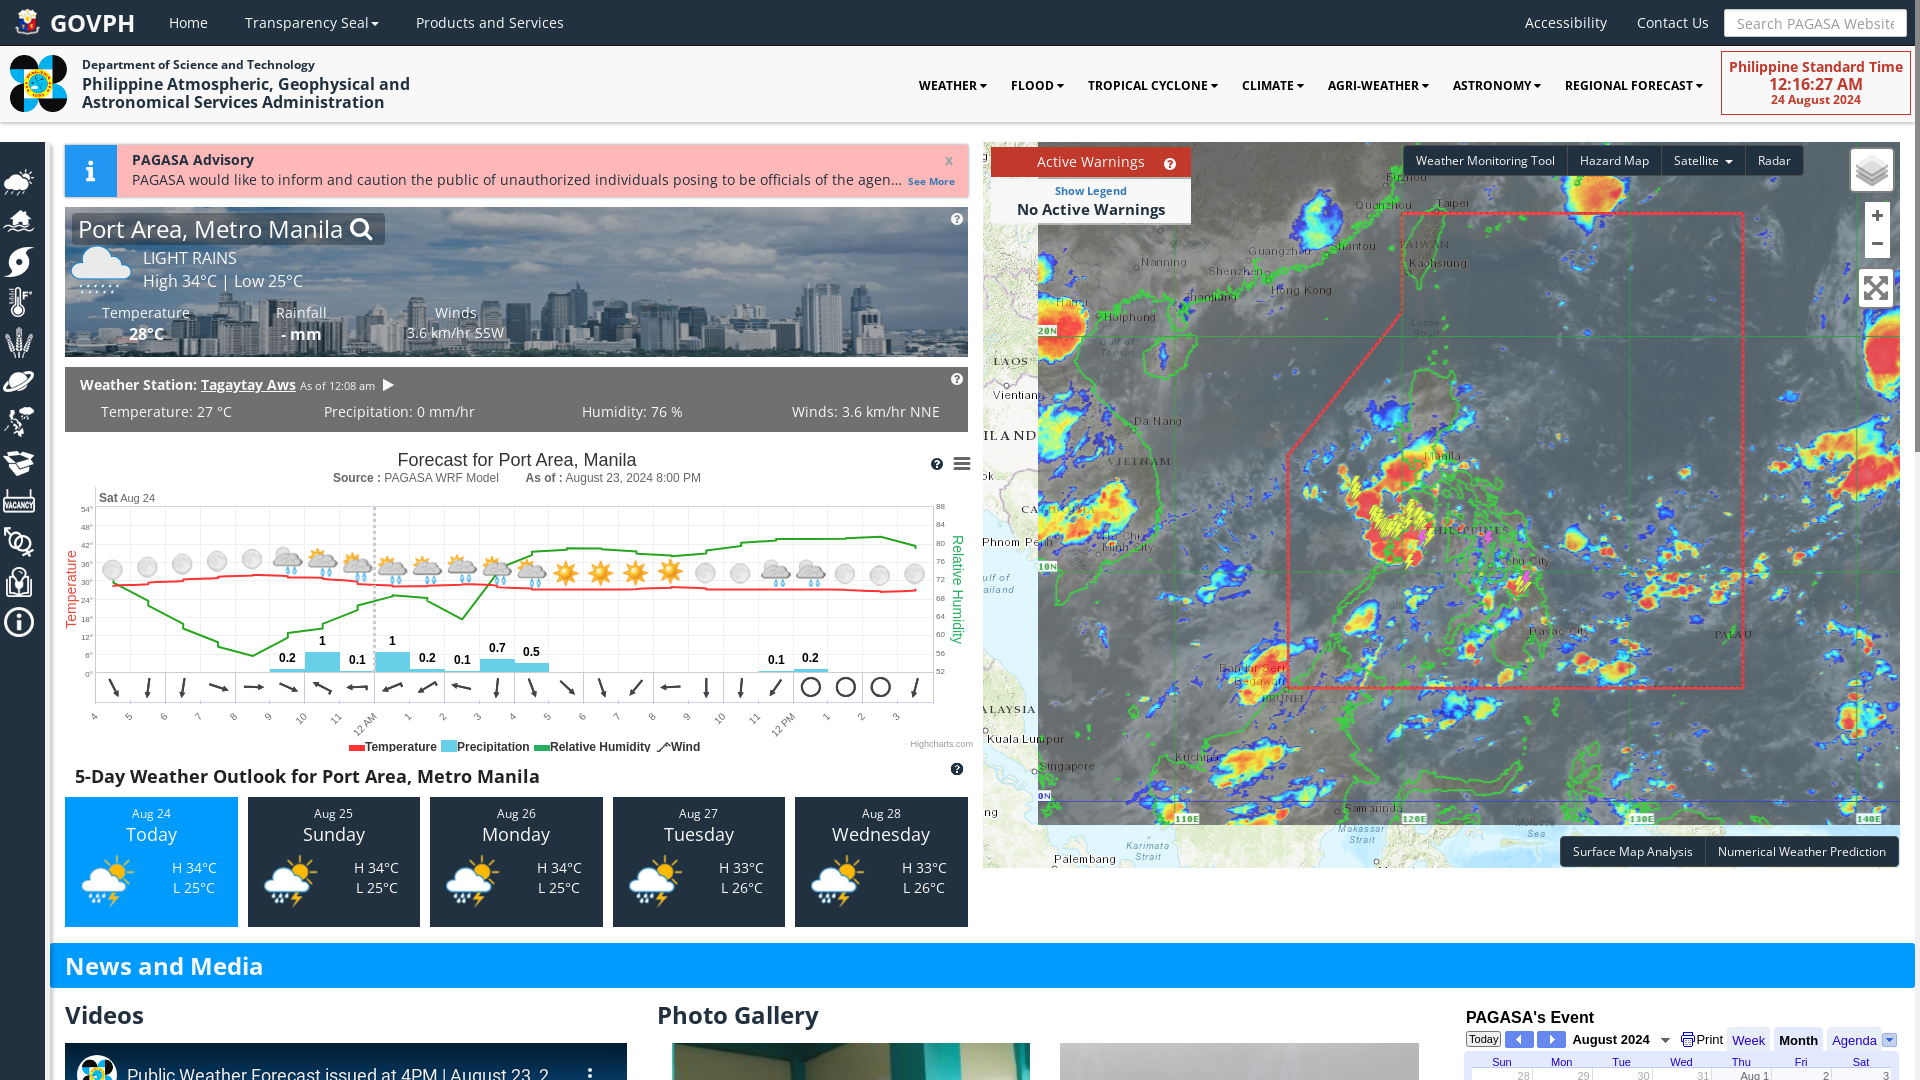 GOVPH Home Transparency Seal Products and Services Accessibility Contact Us Search PAGASA Website
Department of Science and Technology
Philippine Atmospheric, Geophysical and
Astronomical Services Administration
WEATHER FLOOD TROPICAL CYCLONE CLIMATE AGRI-WEATHER ASTRONOMY REGIONAL FORECAST
Philippine Standard Time
12:16:27 AM
24 August 2024
PAGASA Advisory x
PAGASA would like to inform and caution the public of unauthorized individuals posing to be officials of the agen... See More
Port Area, Metro Manila
LIGHT RAINS
High 34°C | Low 25°C
Temperature Rainfall Winds
28°C - mm 3.6 km/hr SSW
Weather Station: Tagaytay Aws As of 12:08 am
Temperature: 27 °C Precipitation: 0 mm/hr Humidity: 76 % Winds: 3.6 km/hr NNE
Forecast for Port Area, Manila
Source : PAGASA WRF Model As of : August 23, 2024 8:00 PM
Sat Aug 24
Temperature
54°
48°
42°
36°
30°
24°
18°
12°
6°
0°
0.2 1 0.1 1 0.2 0.1 0.7 0.5 0.1 0.2
Relative Humidity
88
84
80
76
72
68
64
60
56
52
4 5 6 7 8 9 10 11 12 AM 1 2 3 4 5 6 7 8 9 10 11 12 PM 1 2 3
Temperature Precipitation Relative Humidity Wind
Highcharts.com
5-Day Weather Outlook for Port Area, Metro Manila
Aug 24
Today
H 34°C
L 25°C
Aug 25
Sunday
H 34°C
L 25°C
Aug 26
Monday
H 34°C
L 25°C
Aug 27
Tuesday
H 33°C
L 26°C
Aug 28
Wednesday
H 33°C
L 26°C
Active Warnings
Show Legend
No Active Warnings
Weather Monitoring Tool Hazard Map Satellite Radar
+
−
Fuzhou
Quanzhou Taipei
Guangzhou Shantou TAIWAN
Nanning Shenzhen Kaohsiung
Hong Kong
Hanoi Zhanjiang
Haiphong
20N
Luzon
Strait
Gulf of
Tonkin
LAOS
Vientiane
Da Nang
ILAND
VIETNAM
Manila
CAMBODIA
PHILIPPINES
Phnom Penh
Ho Chi
Minh City
Cebu City
10N
ulf of
ailand
Davao City
PALAU
Bandar Seri
Begawan
BRUNEI
ALAYSIA
Kuala Lumpur
Kuching
Singapore
0N
Samarinda
110E 120E 130E 140E
Makassar
Strait
Molucca
Sea
Karimata
Strait
Palembang
Surface Map Analysis Numerical Weather Prediction
News and Media
Videos
Public Weather Forecast issued at 4PM | August 23, 2
Photo Gallery
PAGASA's Event
Today August 2024 Print Week Month Agenda
Sun Mon Tue Wed Thu Fri Sat
28 29 30 31 Aug 1 2 3